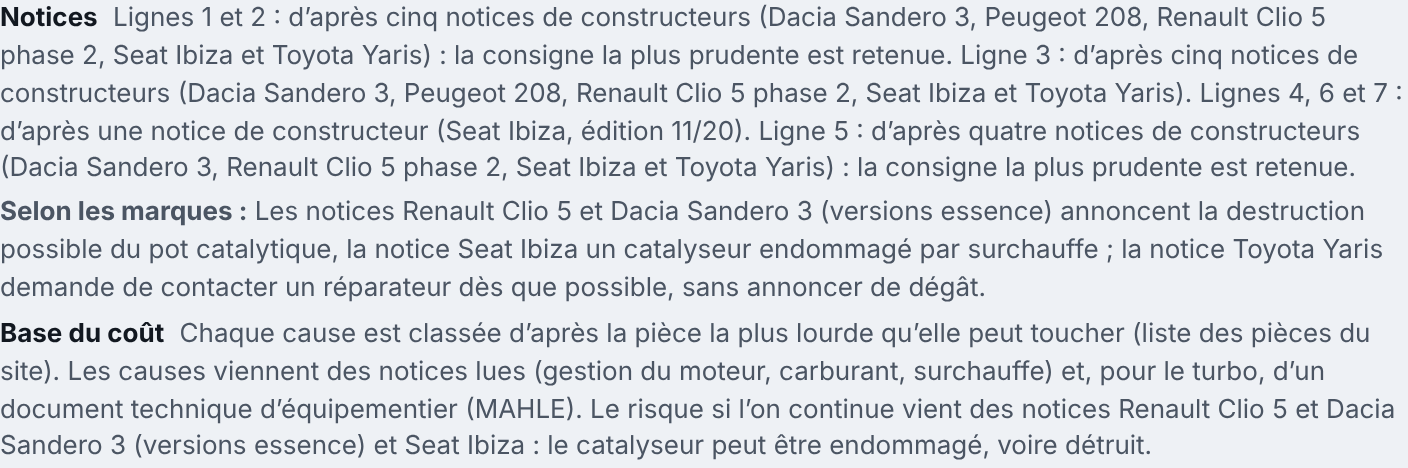 Notices Lignes 1 et 2 : d’après cinq notices de constructeurs (Dacia Sandero 3, Peugeot 208, Renault Clio 5
phase 2, Seat Ibiza et Toyota Yaris) : la consigne la plus prudente est retenue. Ligne 3 : d’après cinq notices de
constructeurs (Dacia Sandero 3, Peugeot 208, Renault Clio 5 phase 2, Seat Ibiza et Toyota Yaris). Lignes 4, 6 et 7 :
d’après une notice de constructeur (Seat Ibiza, édition 11/20). Ligne 5 : d’après quatre notices de constructeurs
(Dacia Sandero 3, Renault Clio 5 phase 2, Seat Ibiza et Toyota Yaris) : la consigne la plus prudente est retenue.
Selon les marques : Les notices Renault Clio 5 et Dacia Sandero 3 (versions essence) annoncent la destruction
possible du pot catalytique, la notice Seat Ibiza un catalyseur endommagé par surchauffe ; la notice Toyota Yaris
demande de contacter un réparateur dès que possible, sans annoncer de dégât.
Base du coût Chaque cause est classée d’après la pièce la plus lourde qu’elle peut toucher (liste des pièces du
site). Les causes viennent des notices lues (gestion du moteur, carburant, surchauffe) et, pour le turbo, d’un
document technique d’équipementier (MAHLE). Le risque si l’on continue vient des notices Renault Clio 5 et Dacia
Sandero 3 (versions essence) et Seat Ibiza : le catalyseur peut être endommagé, voire détruit.